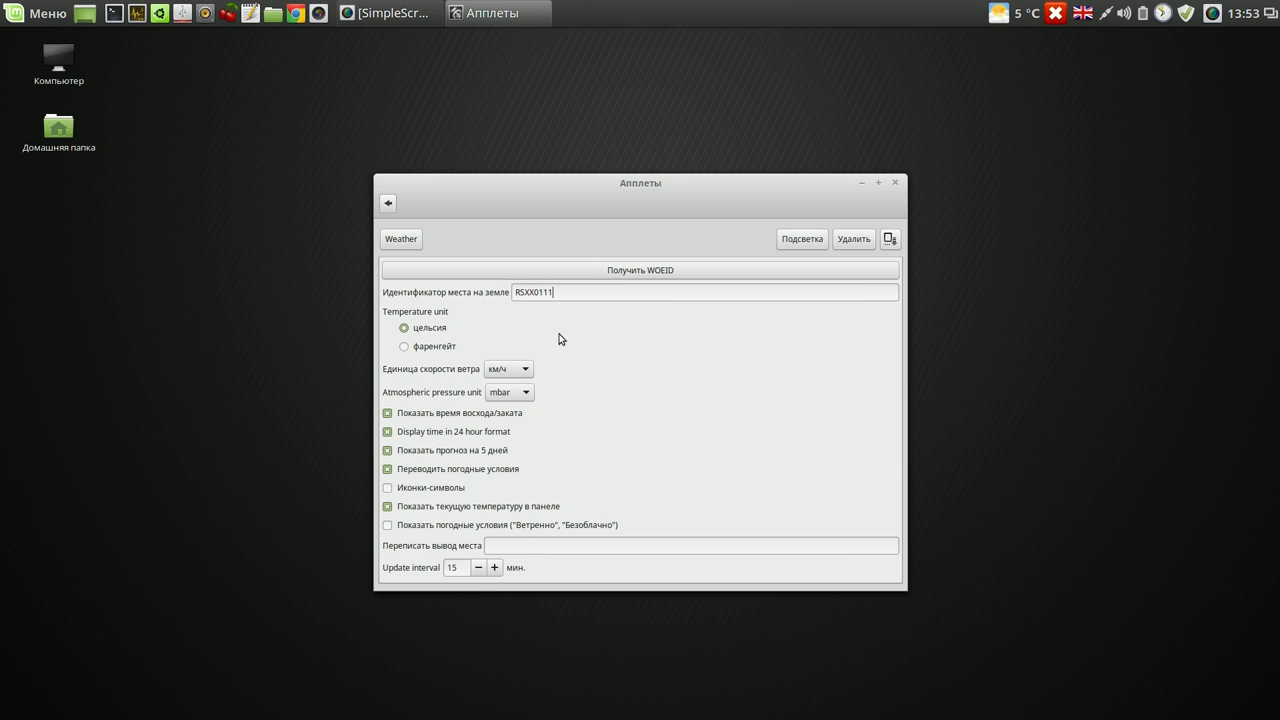 Меню
[SimpleScr...
Апплеты
5 °C
13:53
Компьютер
Домашняя папка
Апплеты
Weather
Подсветка
Удалить
Получить WOEID
Идентификатор места на земле RSXX0111
Temperature unit
цельсия
фаренгейт
Единица скорости ветра км/ч
Atmospheric pressure unit mbar
Показать время восхода/заката
Display time in 24 hour format
Показать прогноз на 5 дней
Переводить погодные условия
Иконки-символы
Показать текущую температуру в панеле
Показать погодные условия ("Ветренно", "Безоблачно")
Переписать вывод места
Update interval 15 мин.